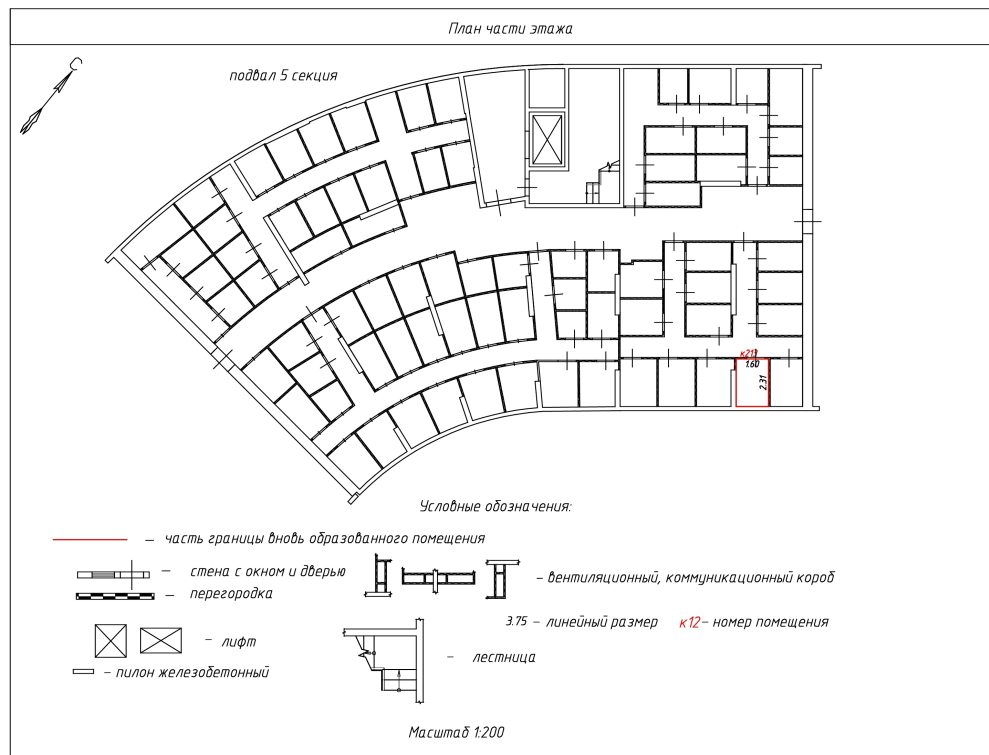 План части этажа
С
подвал 5 секция
к213
1.60
2.31
Условные обозначения:
— часть границы вновь образованного помещения
— стена с окном и дверью
— перегородка
— вентиляционный, коммуникационный короб
3.75 — линейный размер
к12 — номер помещения
— лифт
— лестница
— пилон железобетонный
Масштаб 1:200